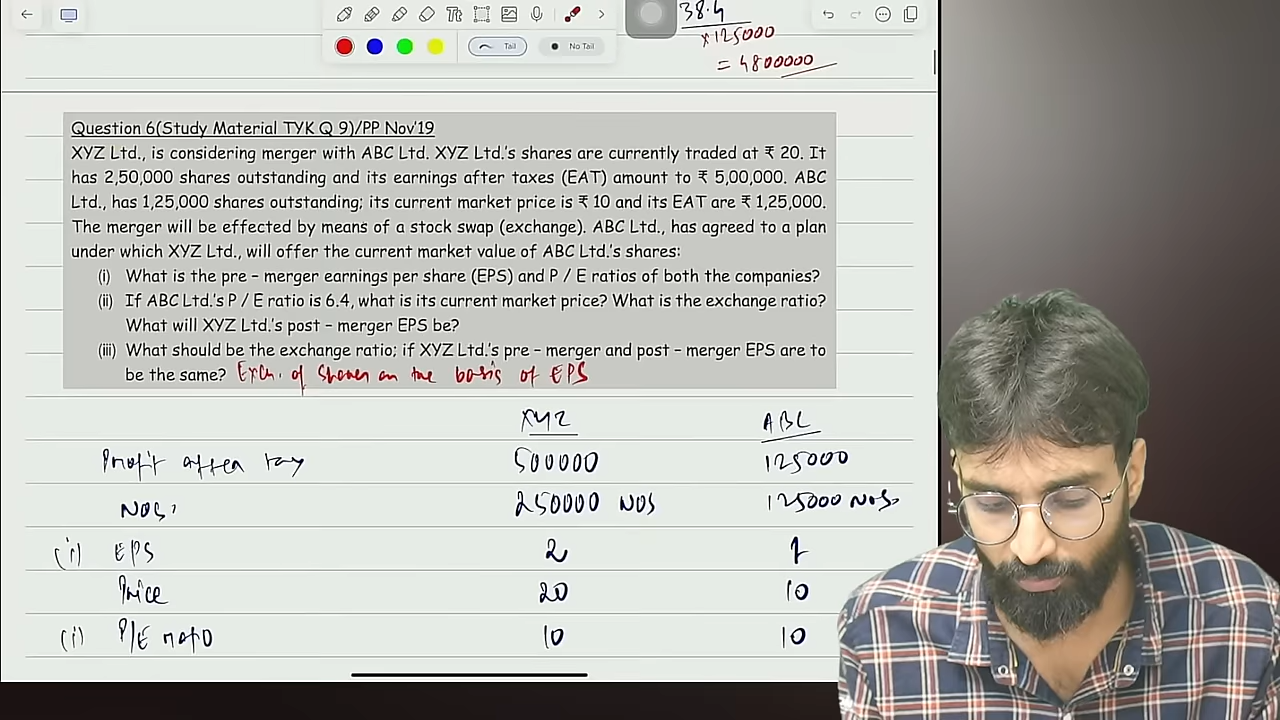 38.4
x125000
= 4800000
Tail
No Tail
Question 6(Study Material TYK Q 9)/PP Nov'19
XYZ Ltd., is considering merger with ABC Ltd. XYZ Ltd.'s shares are currently traded at ₹ 20. It
has 2,50,000 shares outstanding and its earnings after taxes (EAT) amount to ₹ 5,00,000. ABC
Ltd., has 1,25,000 shares outstanding; its current market price is ₹ 10 and its EAT are ₹ 1,25,000.
The merger will be effected by means of a stock swap (exchange). ABC Ltd., has agreed to a plan
under which XYZ Ltd., will offer the current market value of ABC Ltd.'s shares:
(i) What is the pre – merger earnings per share (EPS) and P / E ratios of both the companies?
(ii) If ABC Ltd.'s P / E ratio is 6.4, what is its current market price? What is the exchange ratio?
What will XYZ Ltd.'s post – merger EPS be?
(iii) What should be the exchange ratio; if XYZ Ltd.'s pre – merger and post – merger EPS are to
be the same? Exch. of shares on the basis of EPS
XYZ ABC
Profit after tax 500000 125000
NOS. 250000 NOS 125000 NOS.
(i) EPS 2 1
Price 20 10
(i) P/E ratio 10 10